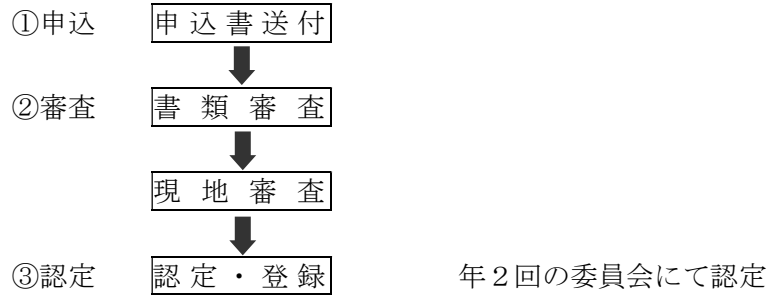 ①申込 申込書送付
②審査 書類審査
現地審査
③認定 認定・登録 年２回の委員会にて認定